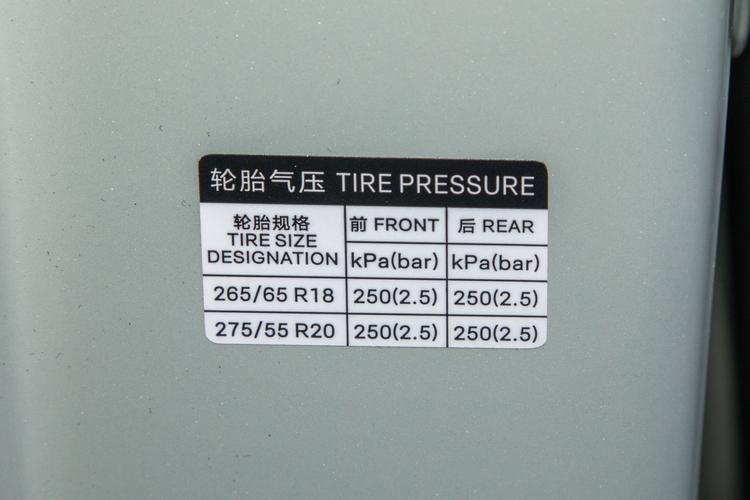 轮胎气压 TIRE PRESSURE
轮胎规格 TIRE SIZE DESIGNATION 前 FRONT 后 REAR
kPa(bar) kPa(bar)
265/65 R18 250(2.5) 250(2.5)
275/55 R20 250(2.5) 250(2.5)